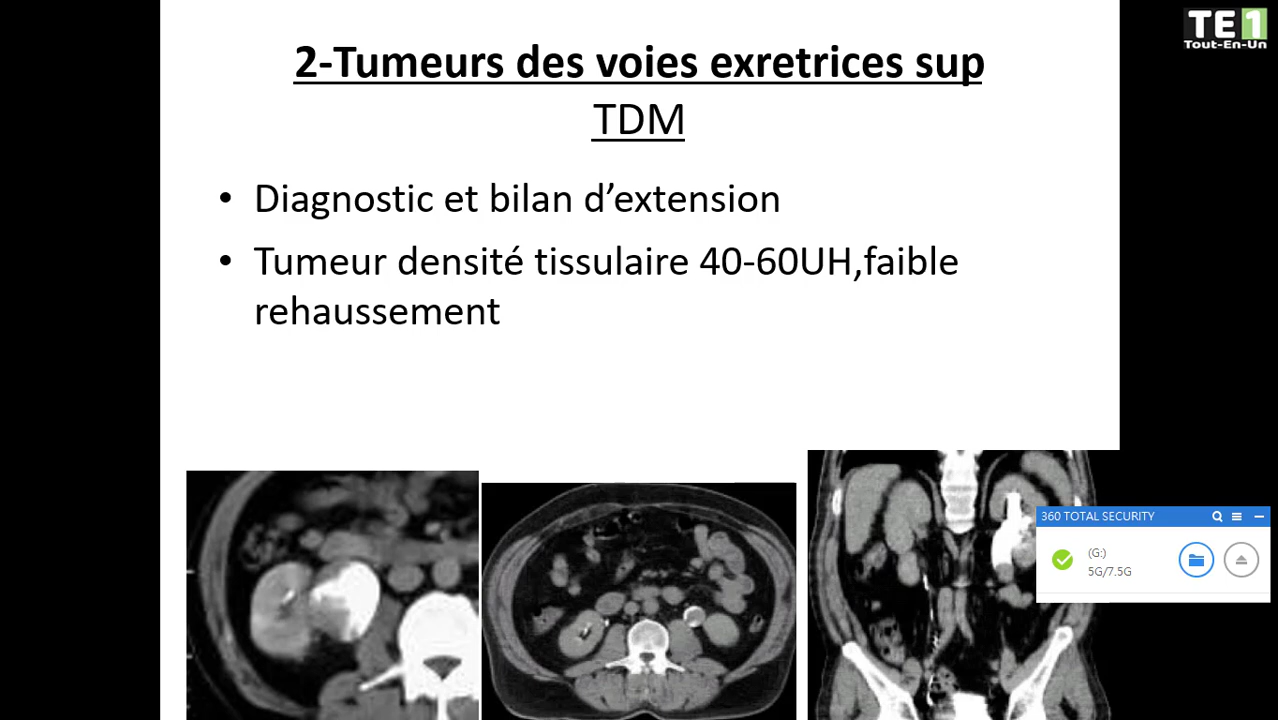 TE1
Tout-En-Un
2-Tumeurs des voies exretrices sup
TDM
• Diagnostic et bilan d’extension
• Tumeur densité tissulaire 40-60UH,faible
rehaussement
360 TOTAL SECURITY
(G:)
5G/7.5G